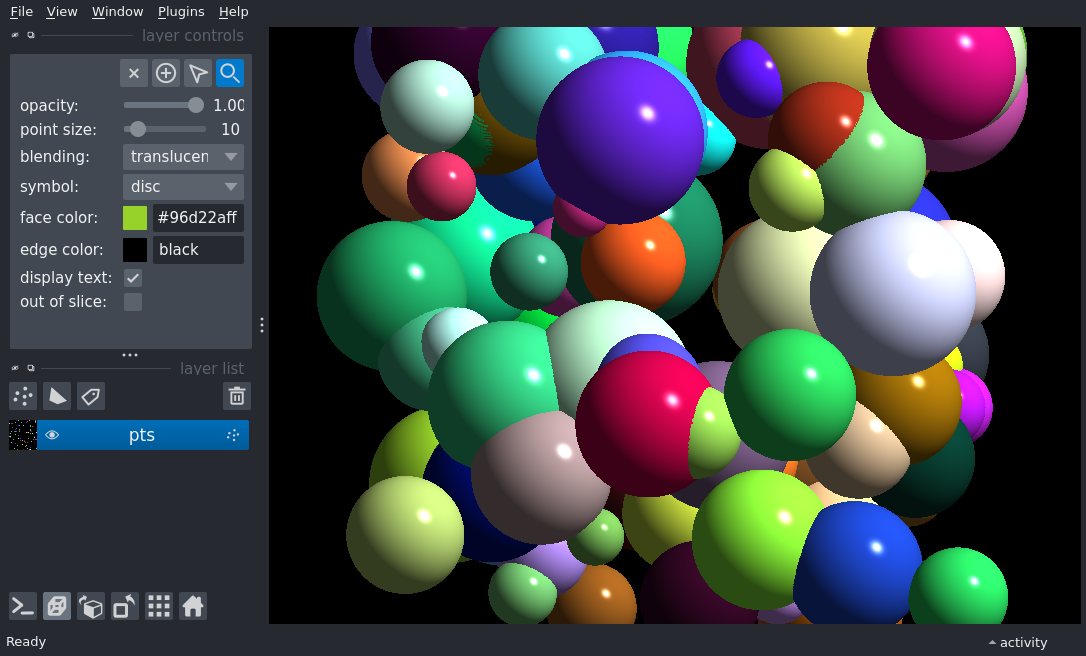 File View Window Plugins Help
layer controls
opacity: 1.00
point size: 10
blending: translucen
symbol: disc
face color: #96d22aff
edge color: black
display text:
out of slice:
layer list
pts
Ready
activity